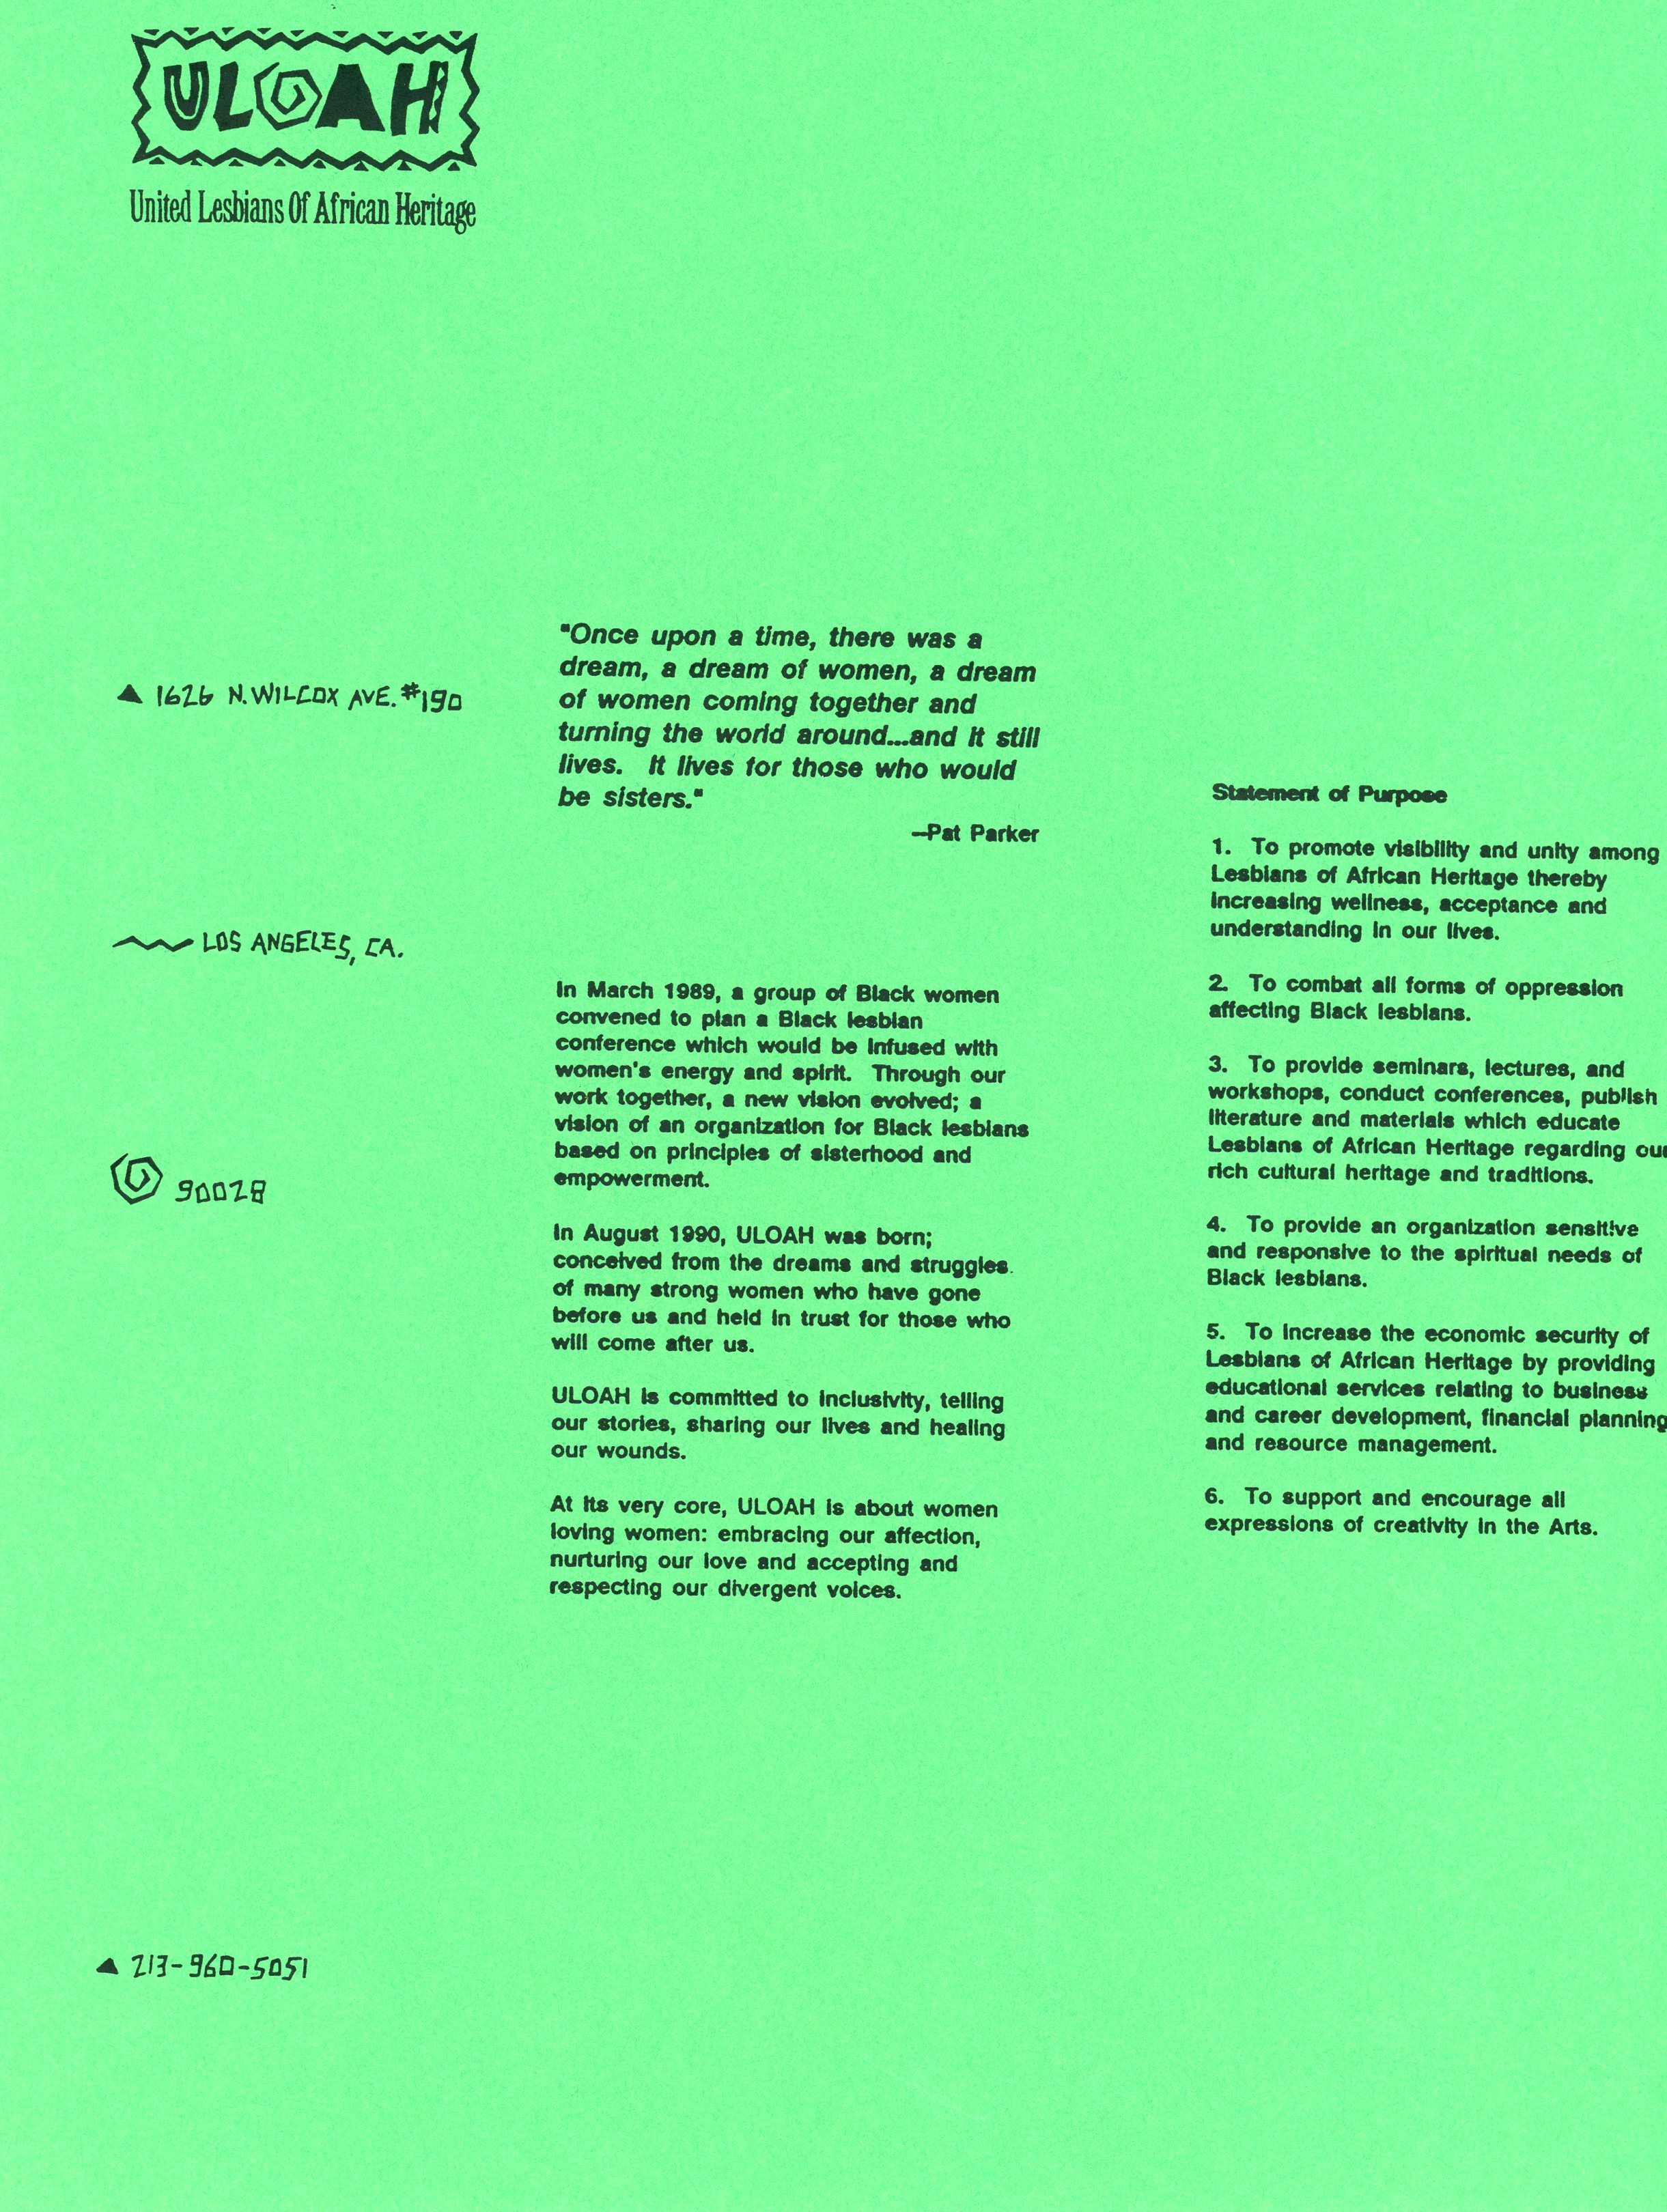 ULOAH
United Lesbians Of African Heritage
▲ 1626 N. WILCOX AVE. #190
LOS ANGELES, CA.
90028
▲ 213-960-5051
"Once upon a time, there was a
dream, a dream of women, a dream
of women coming together and
turning the world around...and it still
lives.  It lives for those who would
be sisters."
--Pat Parker
In March 1989, a group of Black women
convened to plan a Black lesbian
conference which would be infused with
women's energy and spirit.  Through our
work together, a new vision evolved; a
vision of an organization for Black lesbians
based on principles of sisterhood and
empowerment.
In August 1990, ULOAH was born;
conceived from the dreams and struggles
of many strong women who have gone
before us and held in trust for those who
will come after us.
ULOAH is committed to inclusivity, telling
our stories, sharing our lives and healing
our wounds.
At its very core, ULOAH is about women
loving women: embracing our affection,
nurturing our love and accepting and
respecting our divergent voices.
Statement of Purpose
1.  To promote visibility and unity among
Lesbians of African Heritage thereby
increasing wellness, acceptance and
understanding in our lives.
2.  To combat all forms of oppression
affecting Black lesbians.
3.  To provide seminars, lectures, and
workshops, conduct conferences, publish
literature and materials which educate
Lesbians of African Heritage regarding our
rich cultural heritage and traditions.
4.  To provide an organization sensitive
and responsive to the spiritual needs of
Black lesbians.
5.  To increase the economic security of
Lesbians of African Heritage by providing
educational services relating to business
and career development, financial planning
and resource management.
6.  To support and encourage all
expressions of creativity in the Arts.